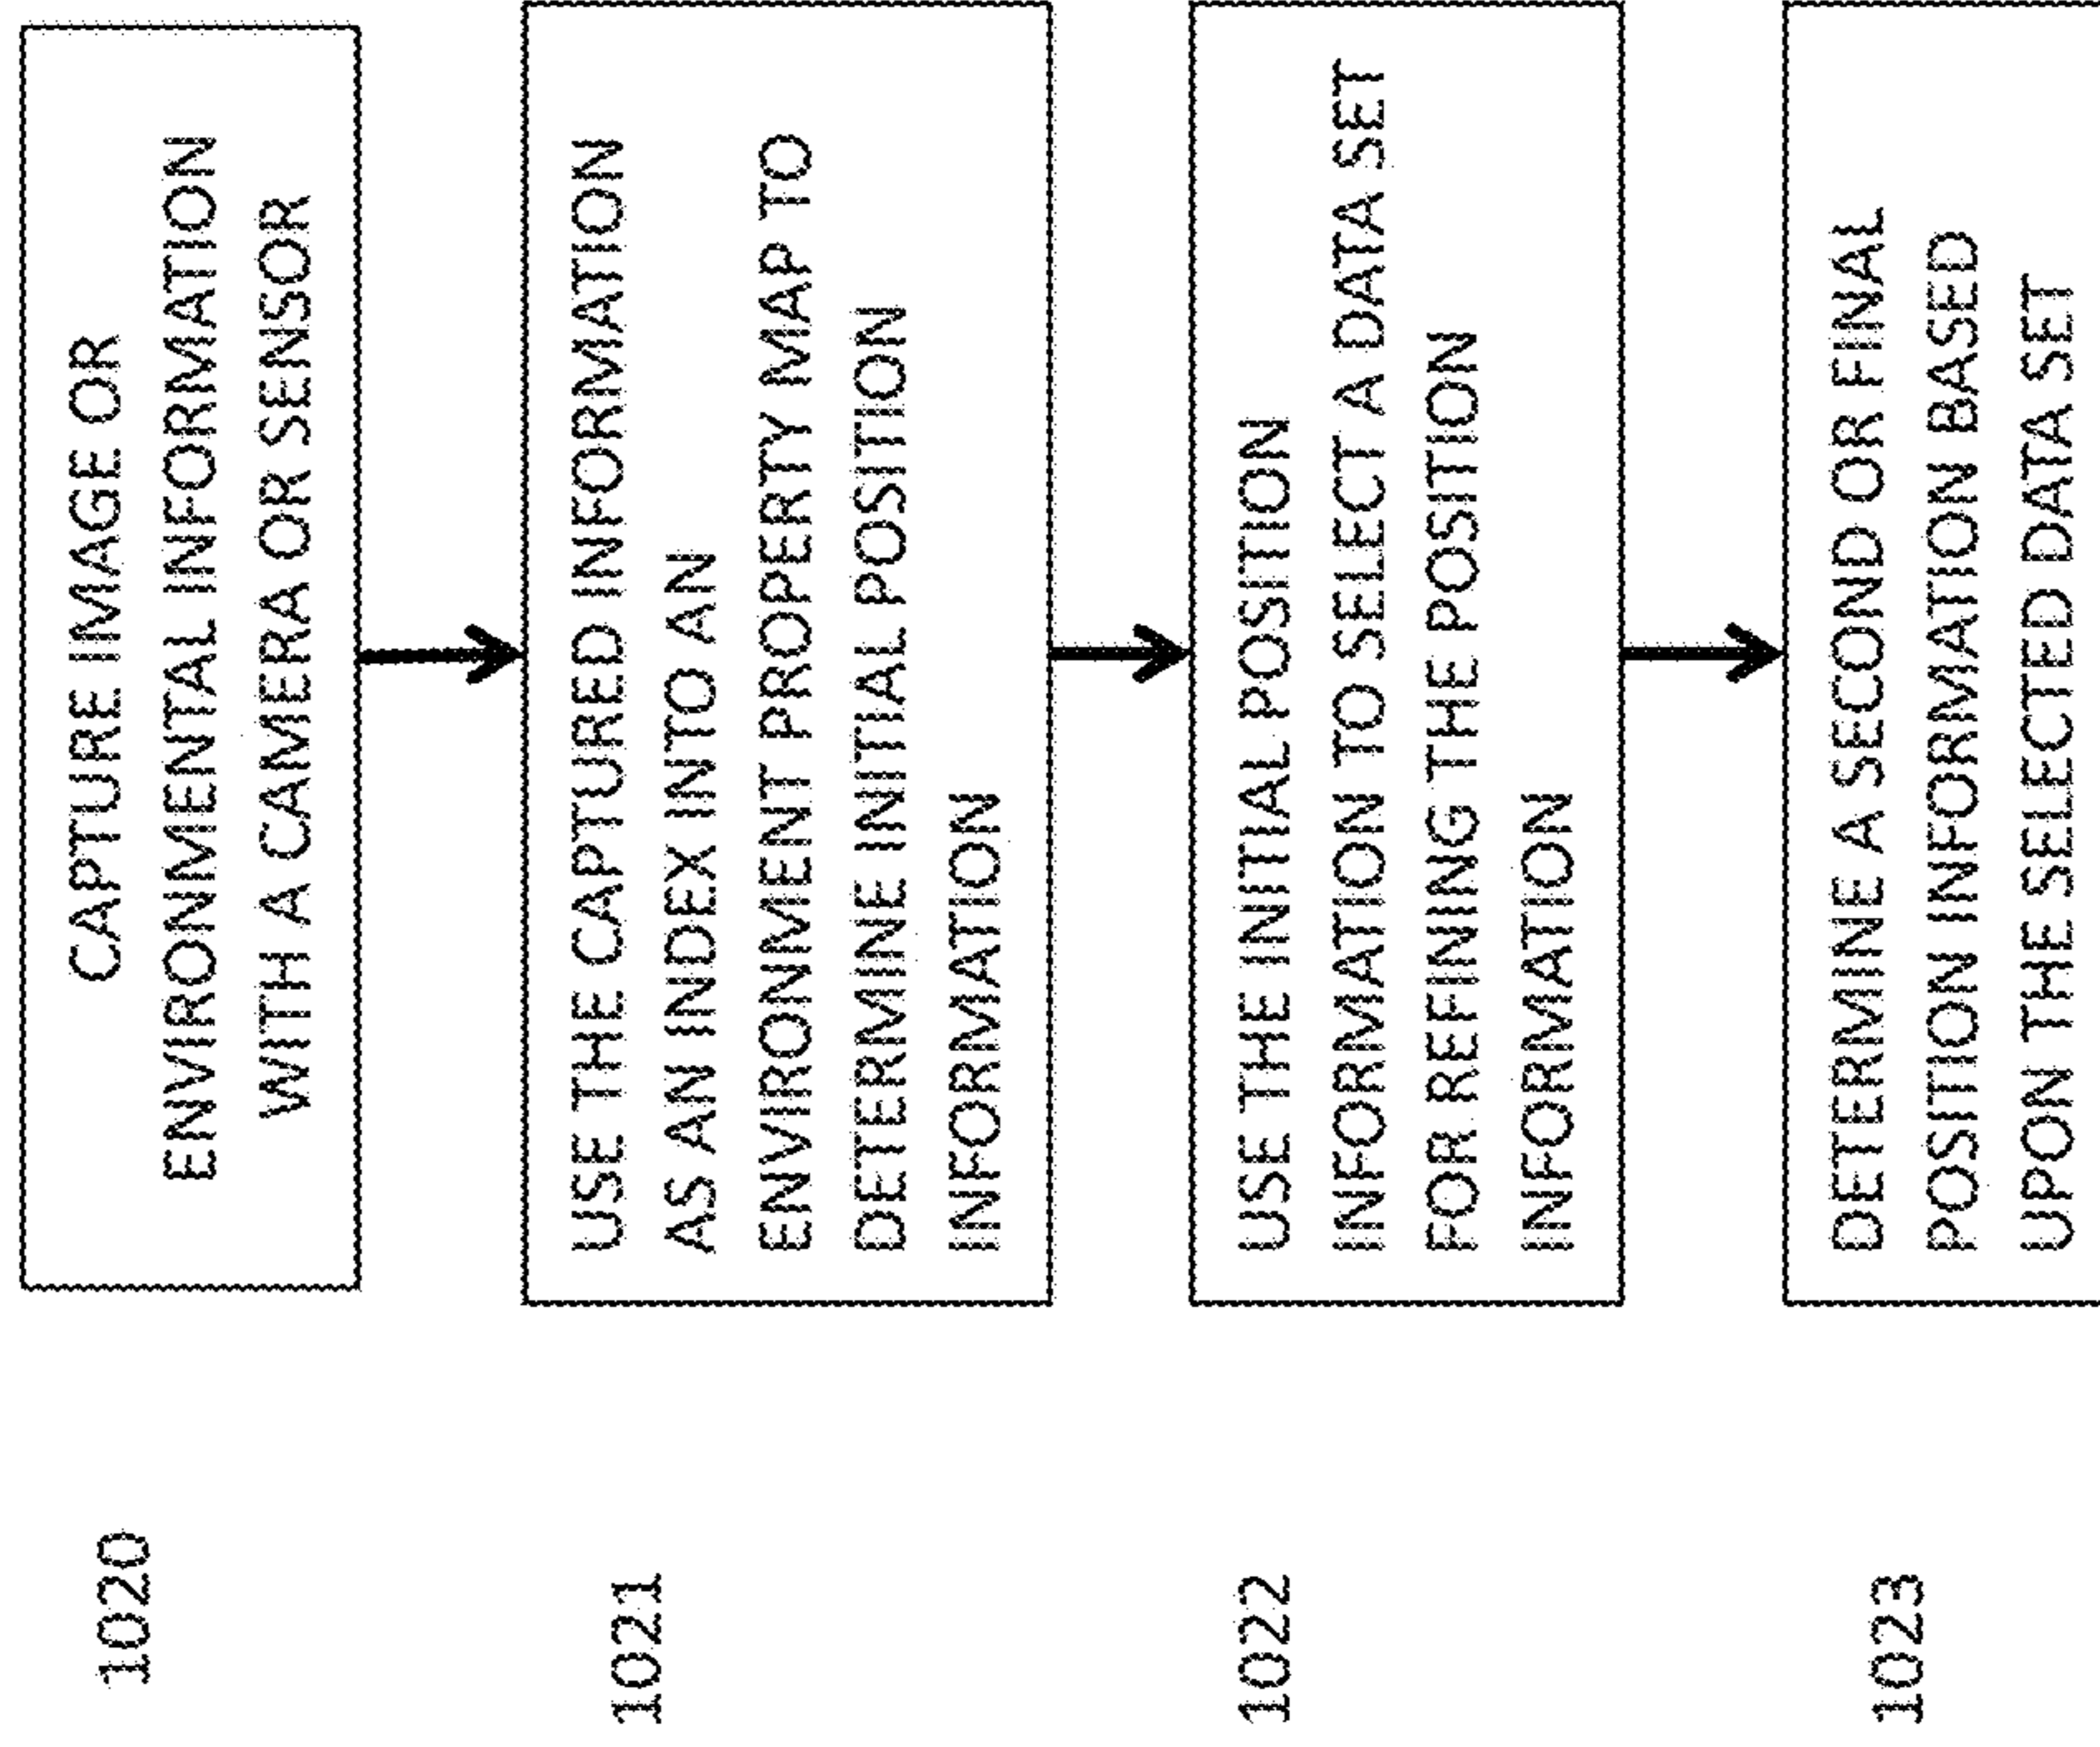 1020
CAPTURE IMAGE OR
ENVIRONMENTAL INFORMATION
WITH A CAMERA OR SENSOR
1021
USE THE CAPTURED INFORMATION
AS AN INDEX INTO AN
ENVIRONMENT PROPERTY MAP TO
DETERMINE INITIAL POSITION
INFORMATION
1022
USE THE INITIAL POSITION
INFORMATION TO SELECT A DATA SET
FOR REFINING THE POSITION
INFORMATION
1023
DETERMINE A SECOND OR FINAL
POSITION INFORMATION BASED
UPON THE SELECTED DATA SET